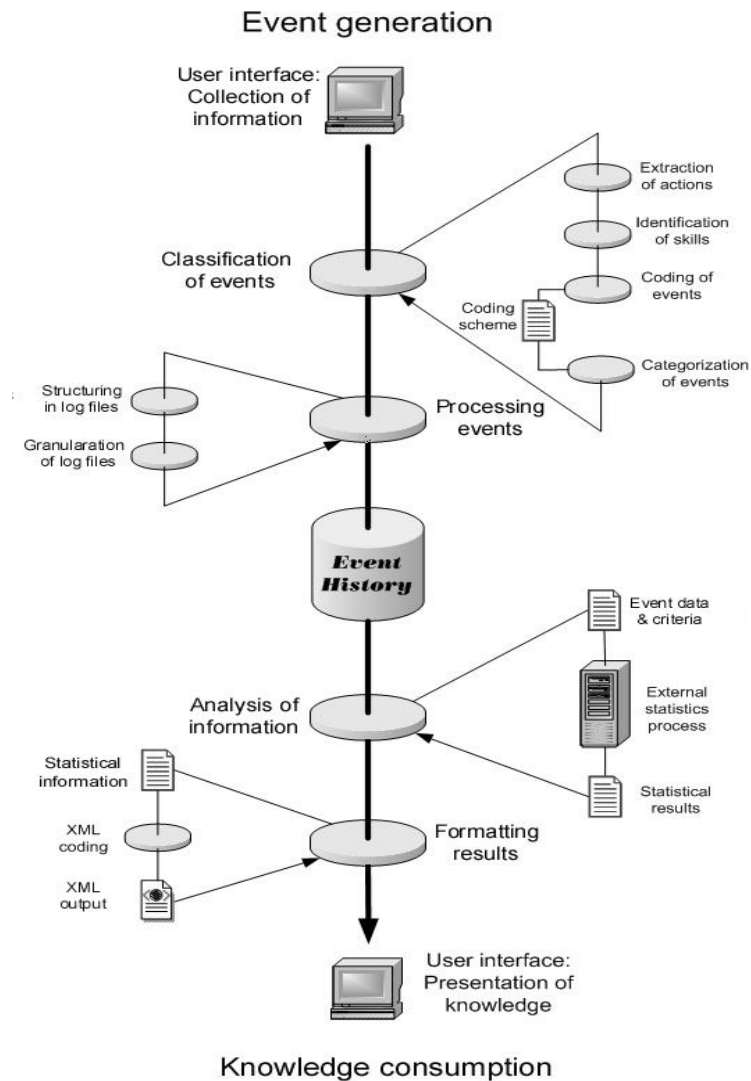 Event generation
User interface:
Collection of
information
Extraction
of actions
Identification
of skills
Classification
of events
Coding of
events
Coding
scheme
Categorization
of events
Structuring
in log files
Processing
events
Granularation
of log files
Event
History
Event data
& criteria
Analysis of
information
External
statistics
process
Statistical
information
Statistical
results
XML
coding
Formatting
results
XML
output
User interface:
Presentation of
knowledge
Knowledge consumption